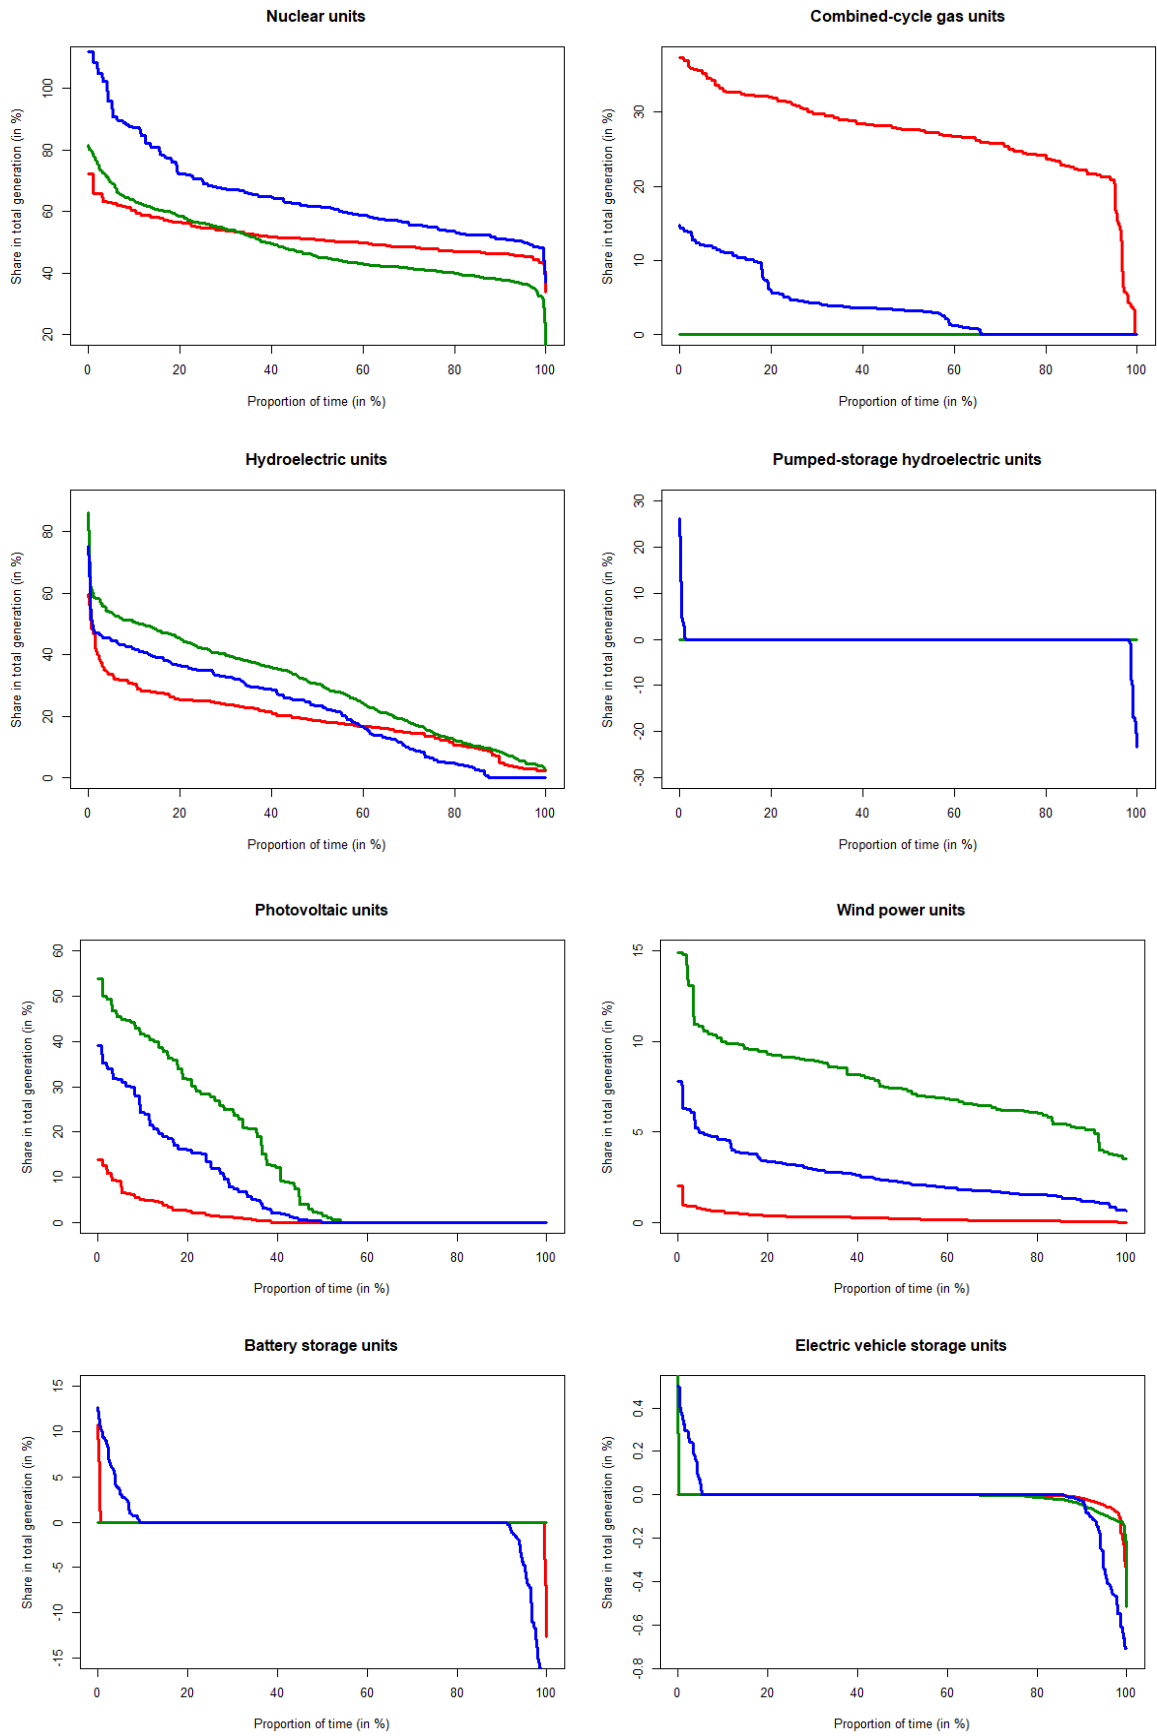 Nuclear units
Share in total generation (in %)
100
80
60
40
20
0 20 40 60 80 100
Proportion of time (in %)
Combined-cycle gas units
Share in total generation (in %)
30
20
10
0
0 20 40 60 80 100
Proportion of time (in %)
Hydroelectric units
Share in total generation (in %)
80
60
40
20
0
0 20 40 60 80 100
Proportion of time (in %)
Pumped-storage hydroelectric units
Share in total generation (in %)
30
20
10
0
-10
-20
-30
0 20 40 60 80 100
Proportion of time (in %)
Photovoltaic units
Share in total generation (in %)
60
50
40
30
20
10
0
0 20 40 60 80 100
Proportion of time (in %)
Wind power units
Share in total generation (in %)
15
10
5
0
0 20 40 60 80 100
Proportion of time (in %)
Battery storage units
Share in total generation (in %)
15
10
5
0
-5
-10
-15
0 20 40 60 80 100
Proportion of time (in %)
Electric vehicle storage units
Share in total generation (in %)
0.4
0.2
0.0
-0.2
-0.4
-0.6
-0.8
0 20 40 60 80 100
Proportion of time (in %)